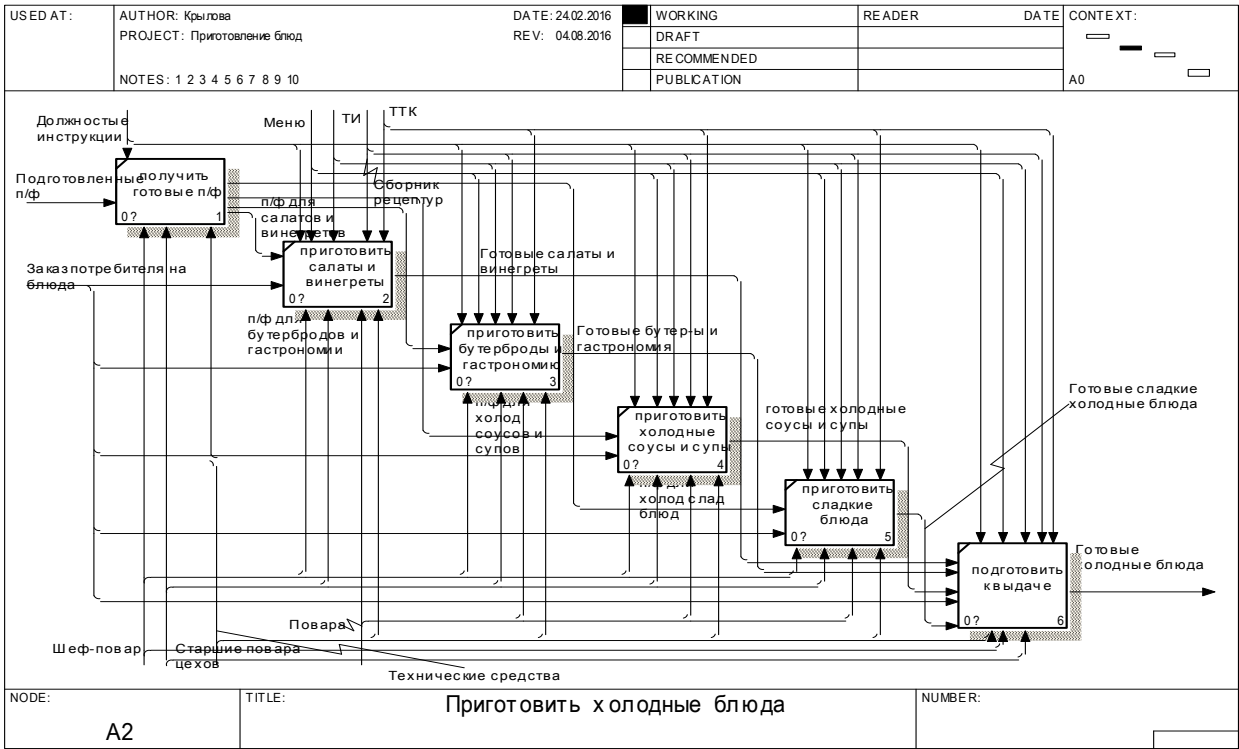 USED AT:
AUTHOR: Крылова
DATE: 24.02.2016
WORKING
READER
DATE
CONTEXT:
PROJECT: Приготовление блюд
REV: 04.08.2016
DRAFT
RECOMMENDED
NOTES: 1 2 3 4 5 6 7 8 9 10
PUBLICATION
A0
Должностые
инструкции
Меню
ТИ
ТТК
Подготовленные
п/ф
получить
готовые п/ф
0 ?
1
Сборник
рецептур
п/ф для
салатов и
винегретов
Заказ потребителя на
блюда
приготовить
салаты и
винегреты
0 ?
2
Готовые салаты и
винегреты
п/ф для
бутербродов и
гастрономии
приготовить
бутерброды и
гастрономию
0 ?
3
Готовые бутер-ы и
гастрономия
п/ф для
холод
соусов и
супов
приготовить
холодные
соусы и супы
0 ?
4
готовые холодные
соусы и супы
Готовые сладкие
холодные блюда
холод слад
блюд
приготовить
сладкие
блюда
0 ?
5
подготовить
к выдаче
0 ?
6
Готовые
холодные блюда
Повара
Шеф-повар
Старшие повара
цехов
Технические средства
NODE:
A2
TITLE:
Приготовить холодные блюда
NUMBER: